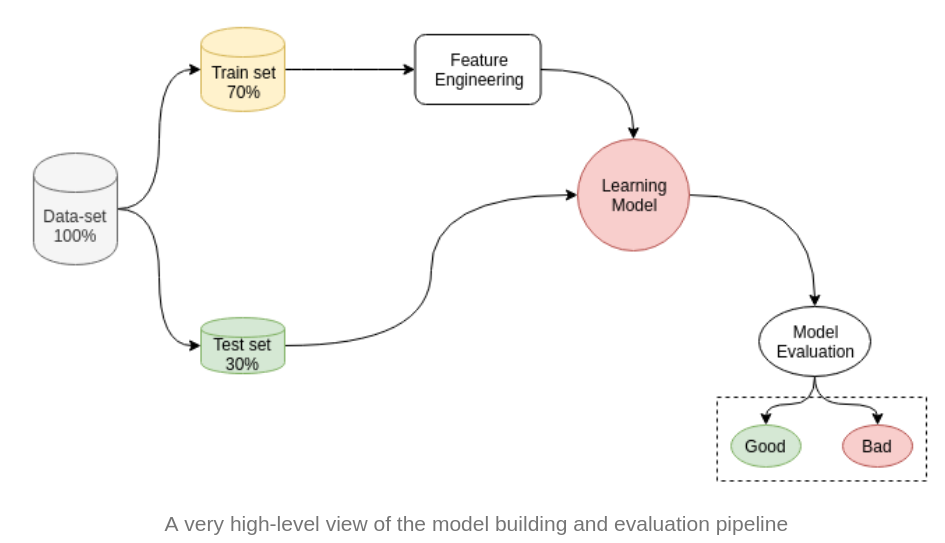 Train set
70%
Feature
Engineering
Learning
Model
Data-set
100%
Test set
30%
Model
Evaluation
Good
Bad
A very high-level view of the model building and evaluation pipeline